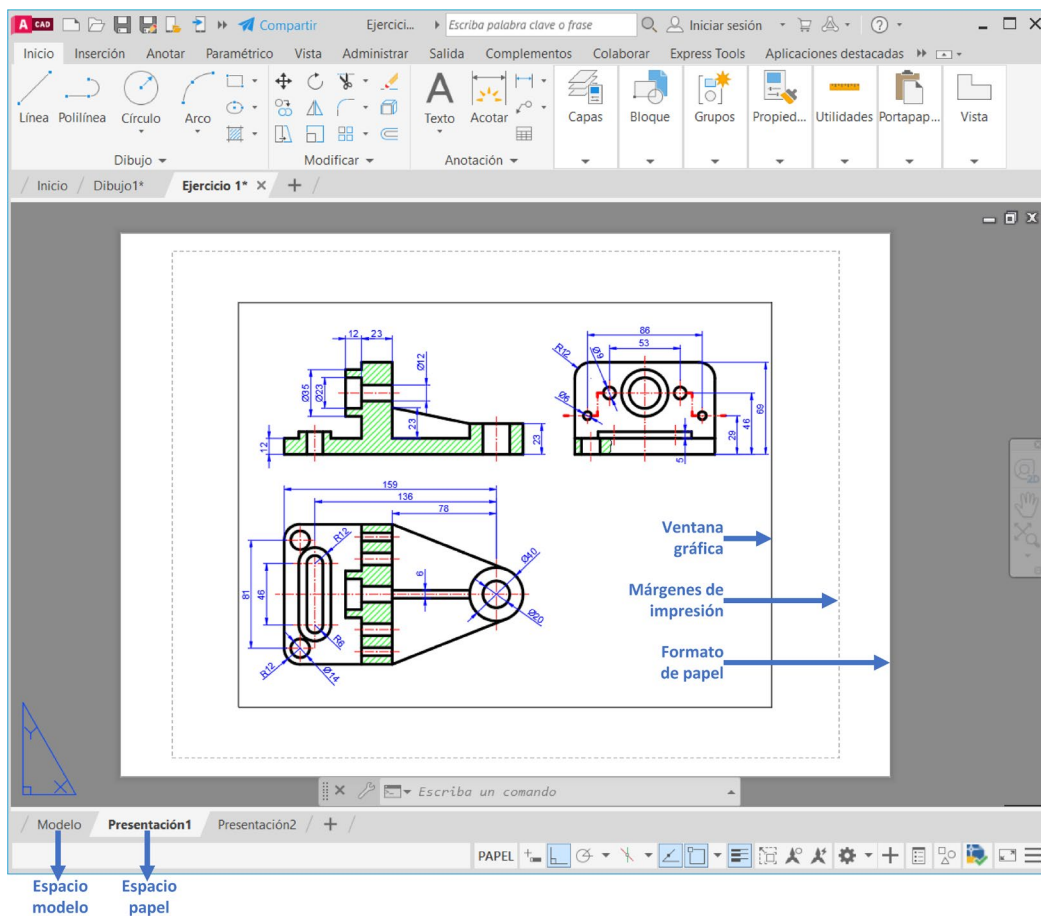 A CAD Compartir Ejercici... Escriba palabra clave o frase Iniciar sesión ?
Inicio Inserción Anotar Paramétrico Vista Administrar Salida Complementos Colaborar Express Tools Aplicaciones destacadas
A
Línea Polilínea Círculo Arco Texto Acotar Capas Bloque Grupos Propied... Utilidades Portapap... Vista
Dibujo Modificar Anotación
Inicio Dibujo1* Ejercicio 1* +
12 23
Ø35
Ø23
Ø12
23
12
23
86
53
R12
Ø9
Ø6
69
46
29
5
159
136
78
R12
Ø40
6
81
46
Ø20
R6
R12
Ø14
Ventana
gráfica
Márgenes de
impresión
Formato
de papel
2D
Y
X
Escriba un comando
Modelo Presentación1 Presentación2 +
PAPEL
Espacio
modelo
Espacio
papel